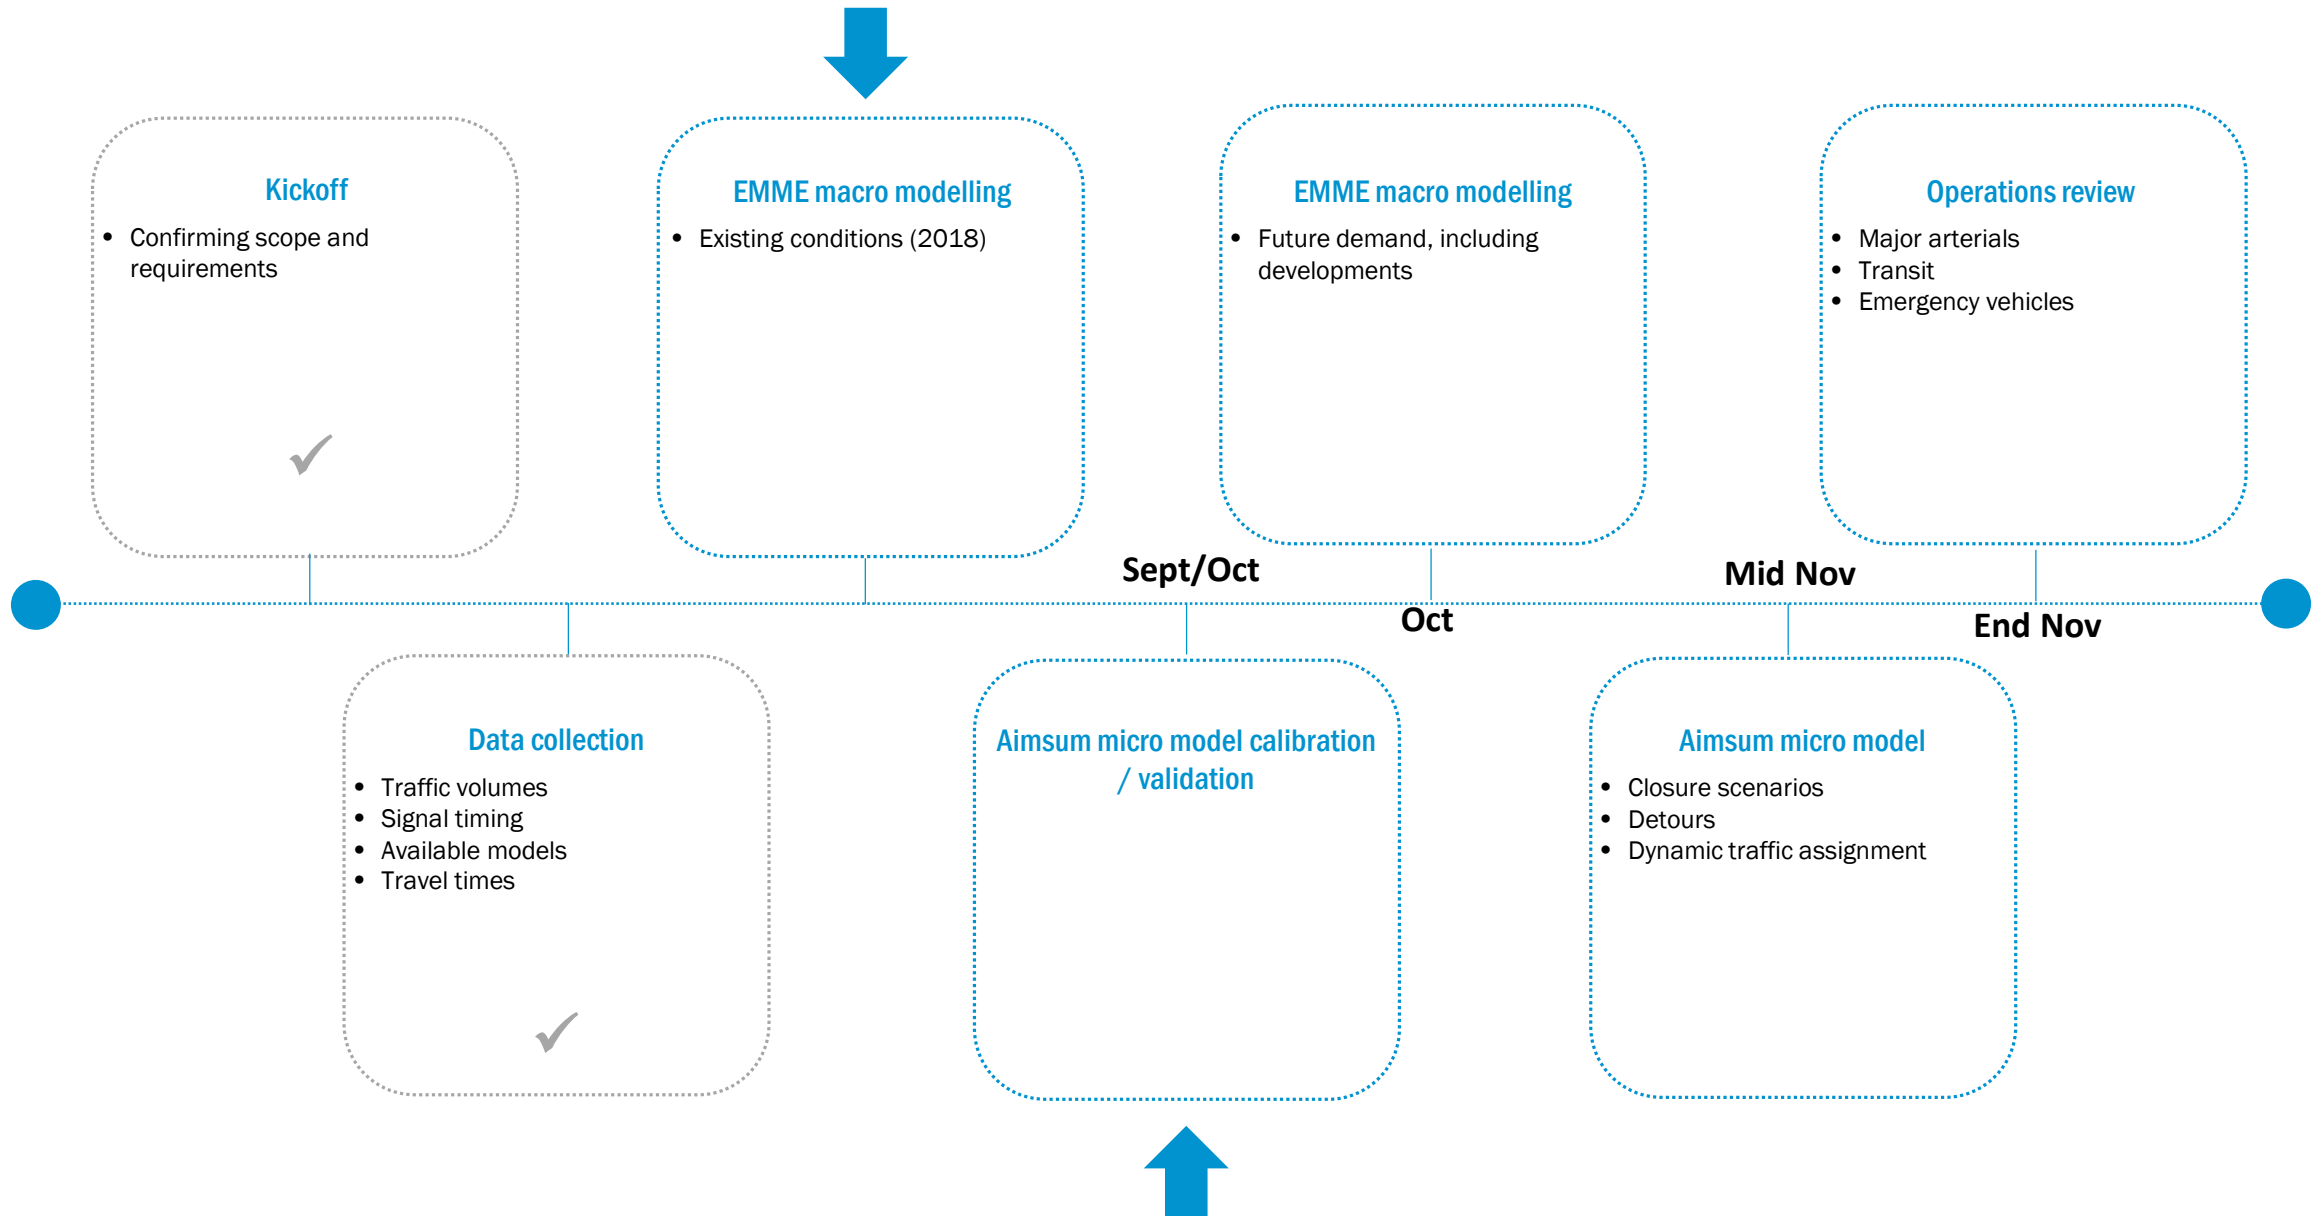 Kickoff
• Confirming scope and
requirements
EMME macro modelling
• Existing conditions (2018)
EMME macro modelling
• Future demand, including
developments
Operations review
• Major arterials
• Transit
• Emergency vehicles
Sept/Oct
Oct
Mid Nov
End Nov
Data collection
• Traffic volumes
• Signal timing
• Available models
• Travel times
Aimsum micro model calibration
/ validation
Aimsum micro model
• Closure scenarios
• Detours
• Dynamic traffic assignment